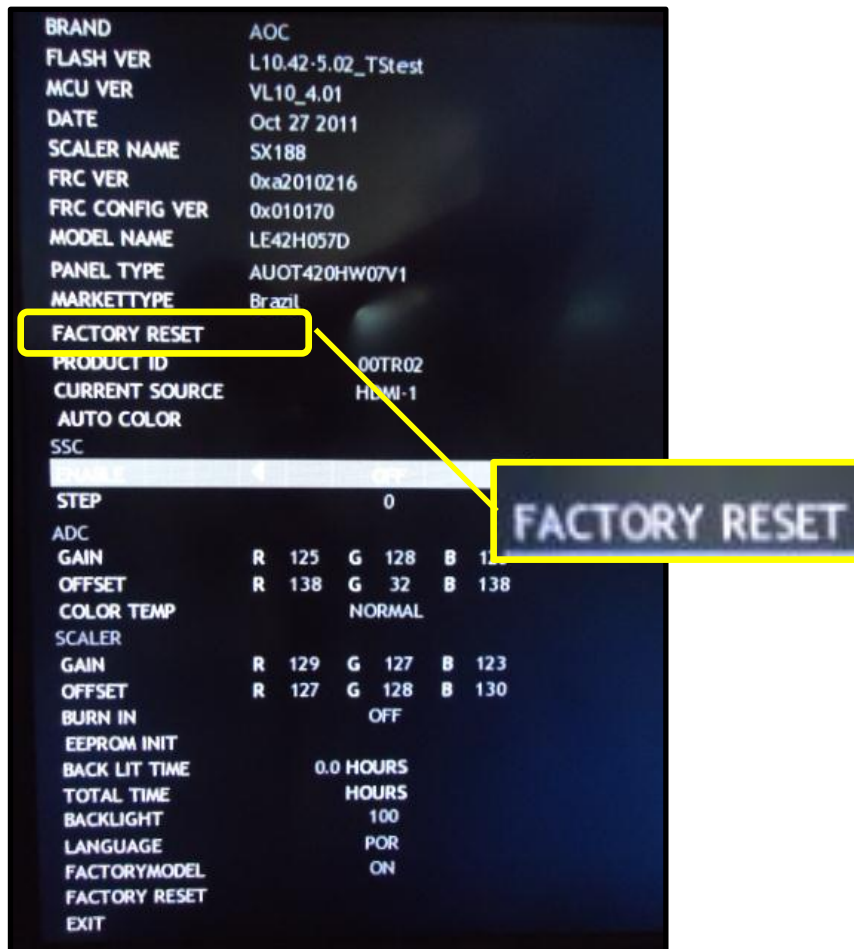 BRAND AOC
FLASH VER L10.42-5.02_TStest
MCU VER VL10_4.01
DATE Oct 27 2011
SCALER NAME SX188
FRC VER 0xa2010216
FRC CONFIG VER 0x010170
MODEL NAME LE42H057D
PANEL TYPE AUOT420HW07V1
MARKETTYPE Brazil
FACTORY RESET
PRODUCT ID 00TR02
CURRENT SOURCE HDMI-1
AUTO COLOR
SSC
ENABLE OFF
STEP 0
FACTORY RESET
ADC
GAIN R 125 G 128 B
OFFSET R 138 G 32 B 138
COLOR TEMP NORMAL
SCALER
GAIN R 129 G 127 B 123
OFFSET R 127 G 128 B 130
BURN IN OFF
EEPROM INIT
BACK LIT TIME 0.0 HOURS
TOTAL TIME HOURS
BACKLIGHT 100
LANGUAGE POR
FACTORYMODEL ON
FACTORY RESET
EXIT